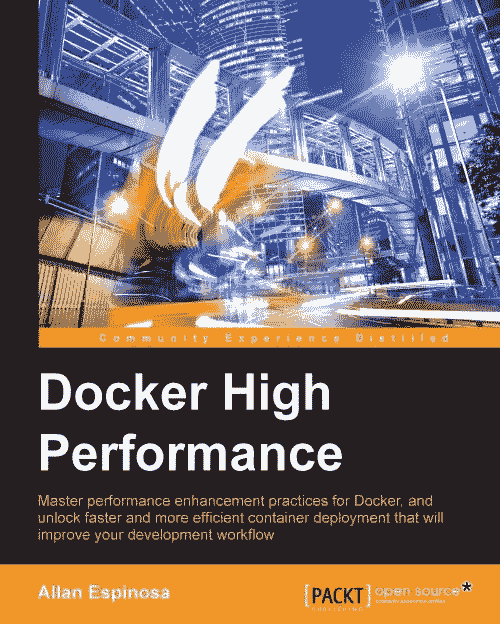 Community Experience Distilled
Docker High
Performance
Master performance enhancement practices for Docker, and
unlock faster and more efficient container deployment that will
improve your development workflow
Allan Espinosa
[PACKT] open source*
PUBLISHING